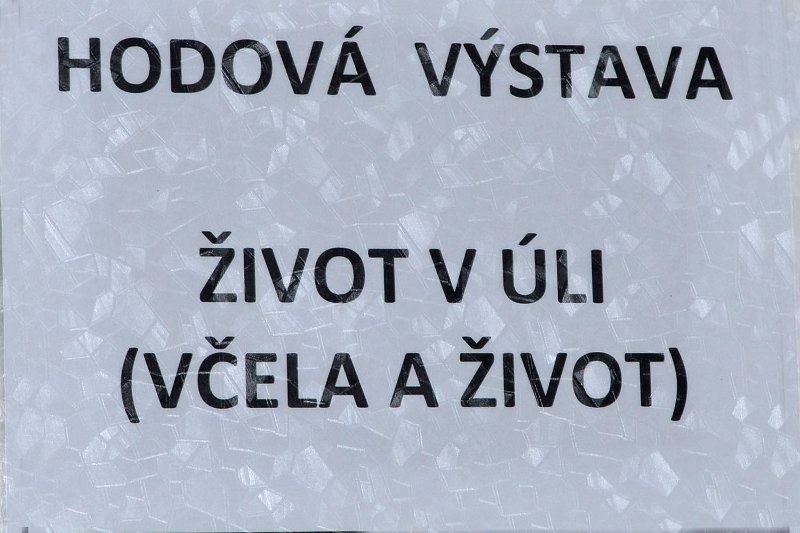 HODOVÁ VÝSTAVA
ŽIVOT V ÚLI
(VČELA A ŽIVOT)